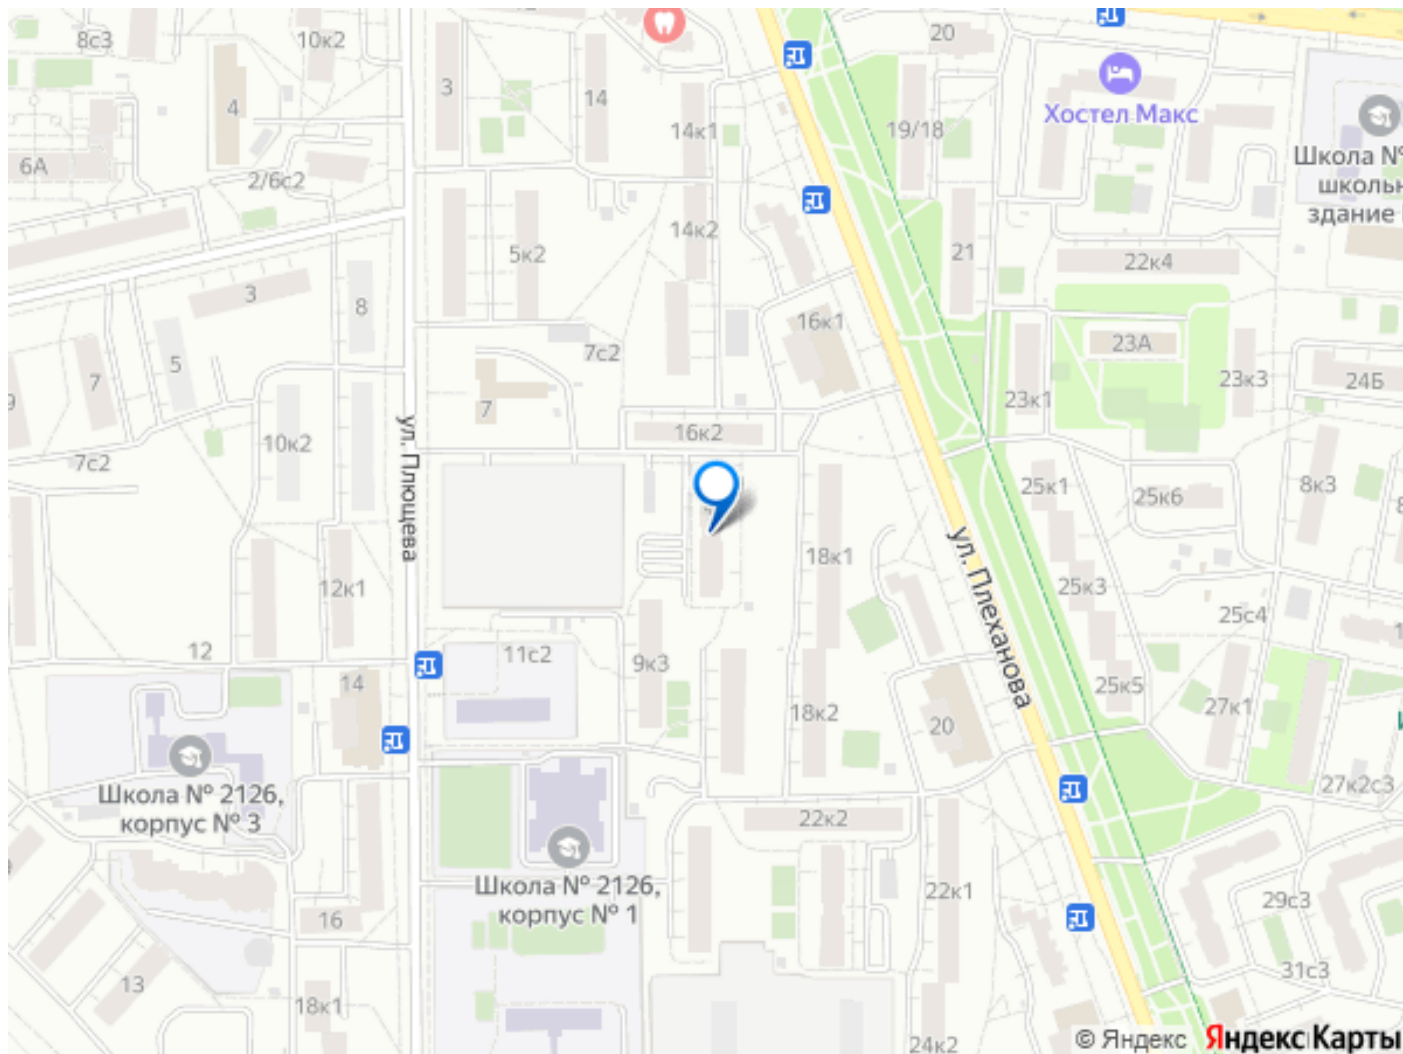 8с3
10к2
20
4
3
14
14к1
19/18
Хостел Макс
6А
2/6с2
Школа №
школьн
здание
5к2
14к2
21
22к4
3
8
16к1
7с2
23А
5
7
7
23к1
23к3
24Б
10к2
16к2
ул. Плющева
7с2
25к1
25к6
8к3
18к1
ул. Плеханова
12к1
25к3
25с4
12
11с2
9к3
14
25к5
18к2
20
27к1
Школа № 2126,
корпус № 3
27к2с3
22к2
Школа № 2126,
корпус № 1
22к1
29с3
16
13
31с3
18к1
24к2
© Яндекс
Яндекс Карты